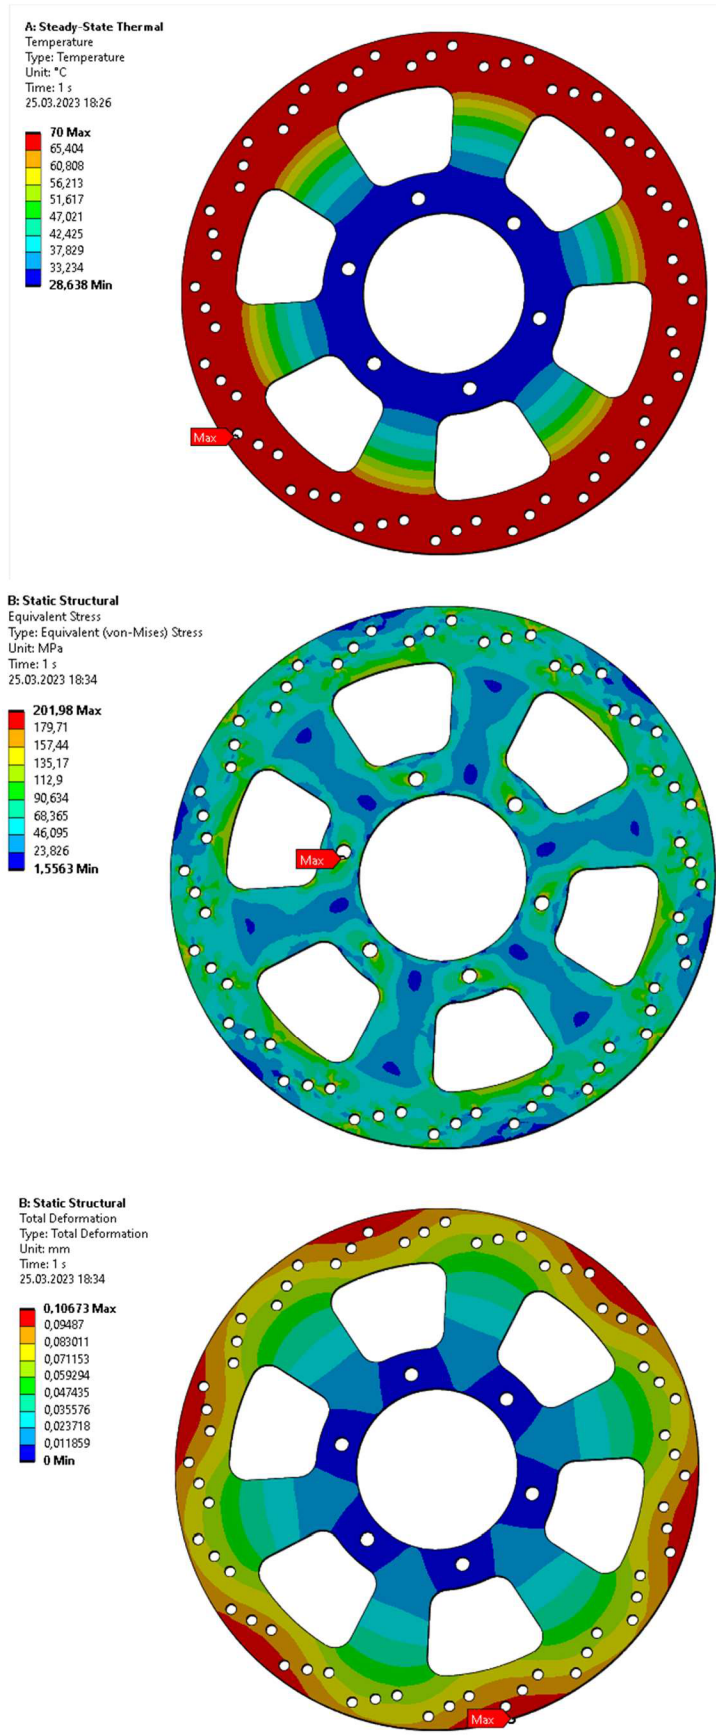 A: Steady-State Thermal
Temperature
Type: Temperature
Unit: °C
Time: 1 s
25.03.2023 18:26
70 Max
65,404
60,808
56,213
51,617
47,021
42,425
37,829
33,234
28,638 Min
Max
B: Static Structural
Equivalent Stress
Type: Equivalent (von-Mises) Stress
Unit: MPa
Time: 1 s
25.03.2023 18:34
201,98 Max
179,71
157,44
135,17
112,9
90,634
68,365
46,095
23,826
1,5563 Min
Max
B: Static Structural
Total Deformation
Type: Total Deformation
Unit: mm
Time: 1 s
25.03.2023 18:34
0,10673 Max
0,09487
0,083011
0,071153
0,059294
0,047435
0,035576
0,023718
0,011859
0 Min
Max